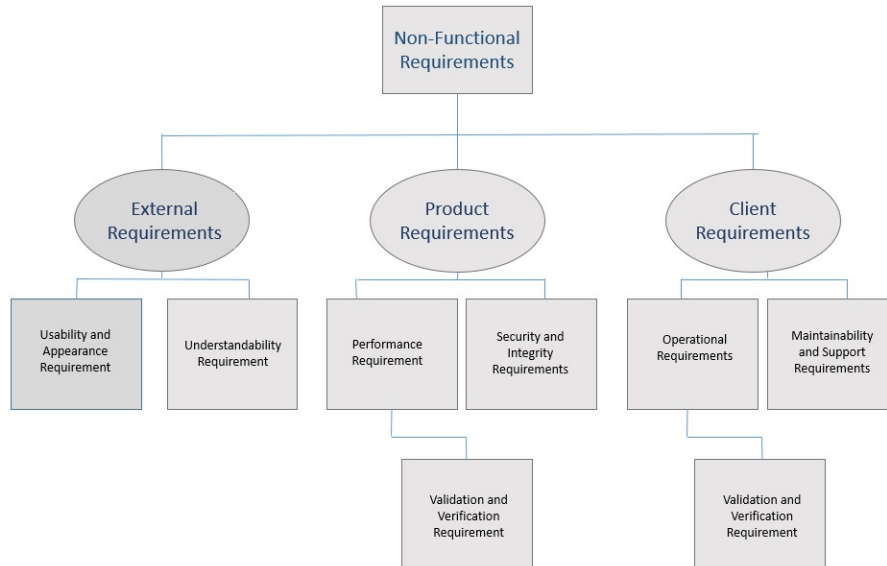 Non-Functional
Requirements
External
Requirements
Product
Requirements
Client
Requirements
Usability and
Appearance
Requirement
Understandability
Requirement
Performance
Requirement
Security and
Integrity
Requirements
Operational
Requirements
Maintainability
and Support
Requirements
Validation and
Verification
Requirement
Validation and
Verification
Requirement